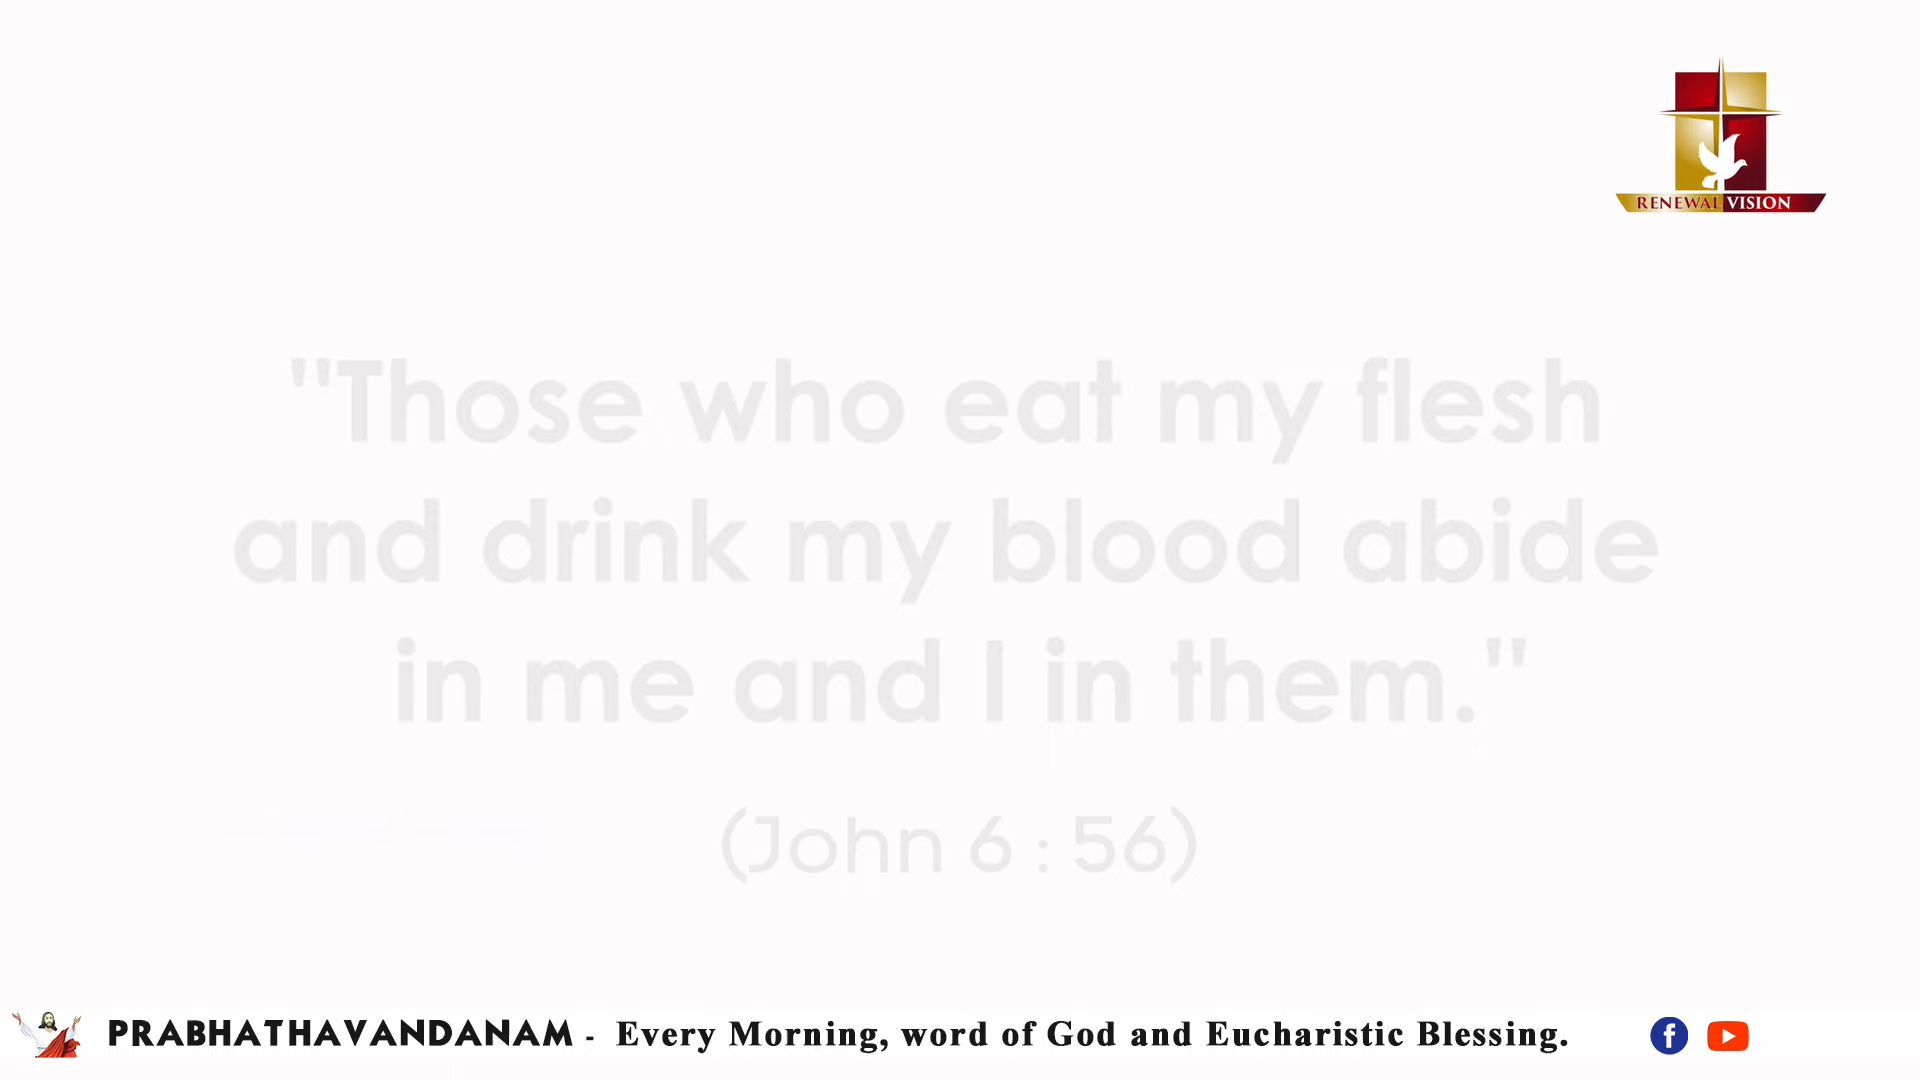 RENEWAL VISION
"Those who eat my flesh
and drink my blood abide
in me and I in them."
(John 6 : 56)
PRABHATHAVANDANAM - Every Morning, word of God and Eucharistic Blessing.